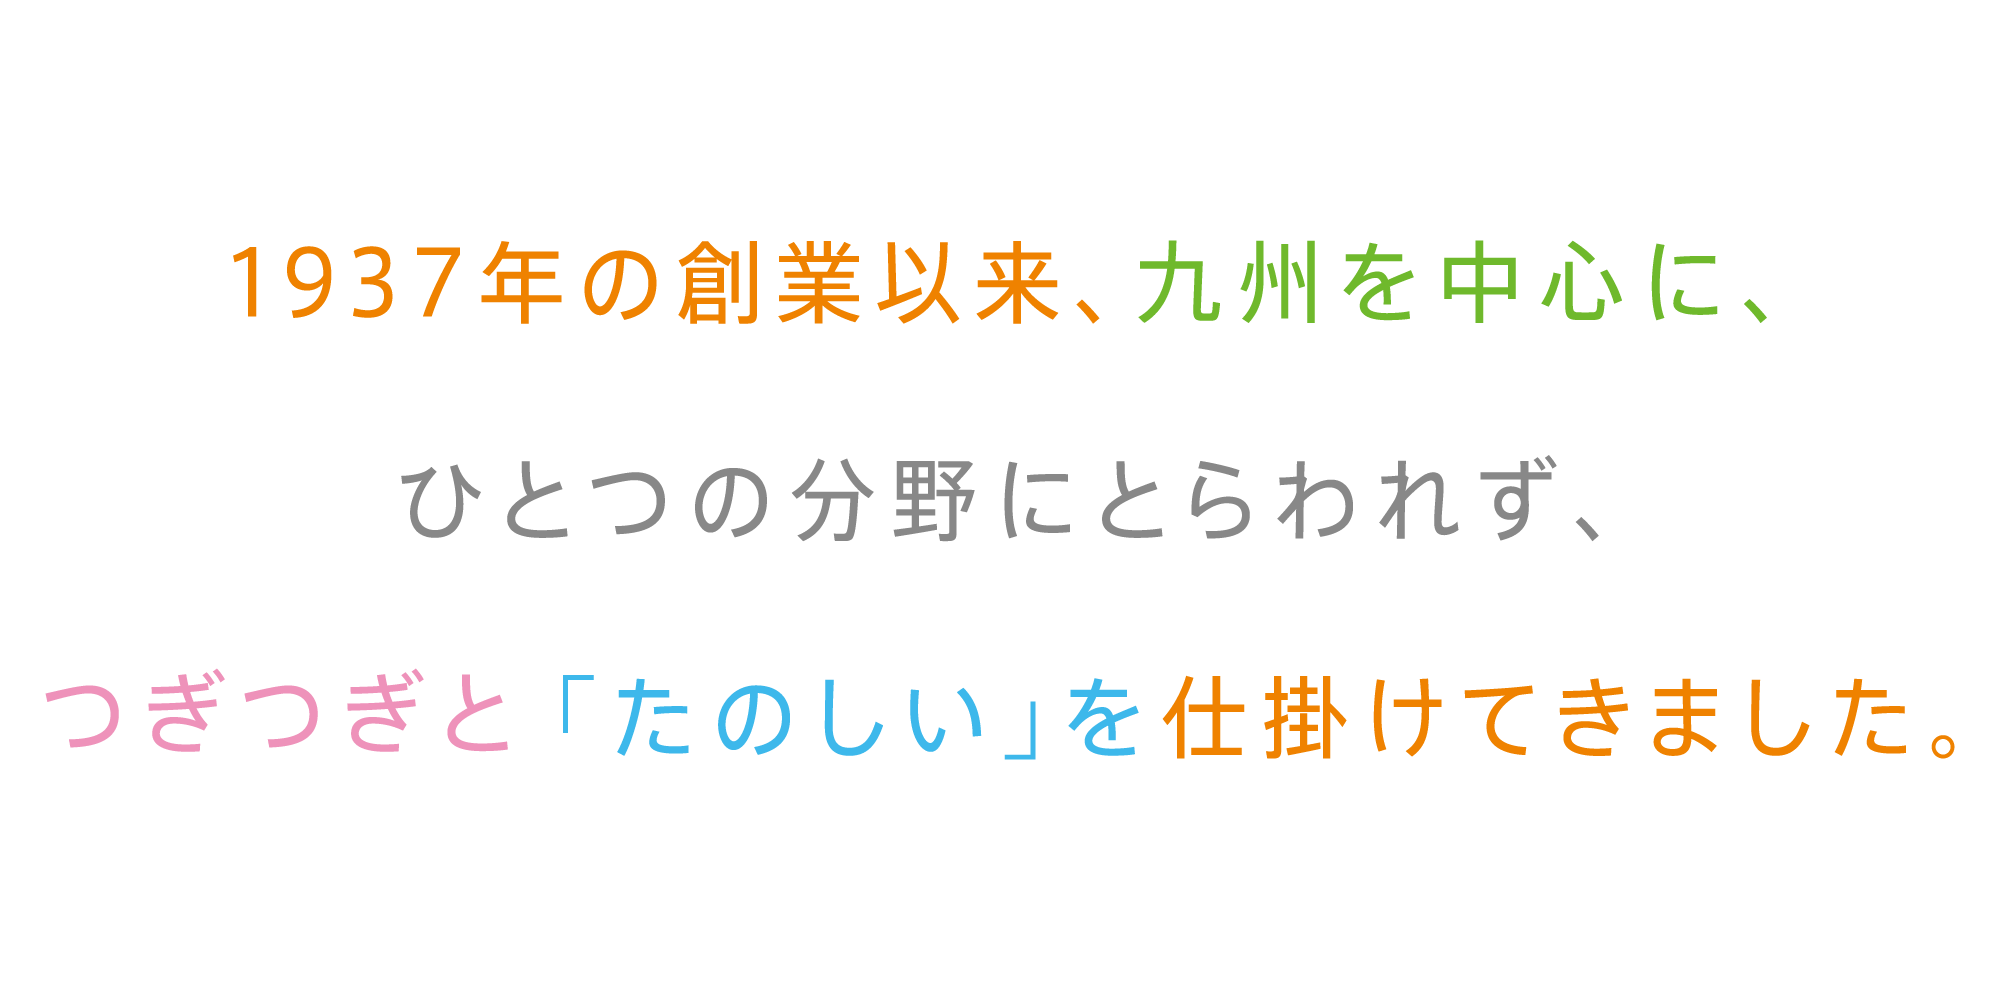 1937年の創業以来、九州を中心に、
ひとつの分野にとらわれず、
つぎつぎと「たのしい」を仕掛けてきました。